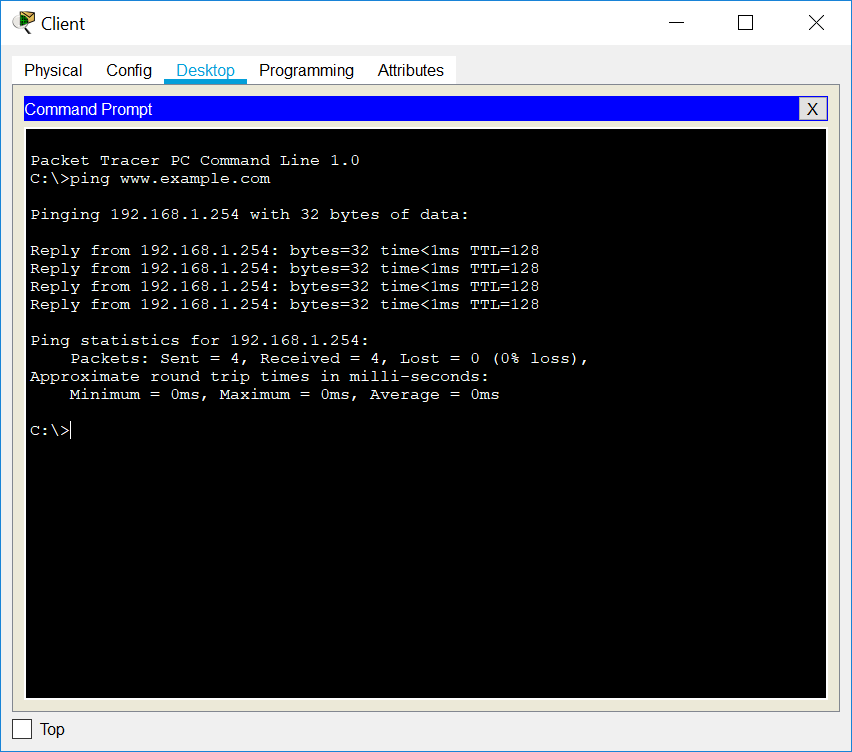 Client
Physical Config Desktop Programming Attributes
Command Prompt X
Packet Tracer PC Command Line 1.0
C:\>ping www.example.com
Pinging 192.168.1.254 with 32 bytes of data:
Reply from 192.168.1.254: bytes=32 time<1ms TTL=128
Reply from 192.168.1.254: bytes=32 time<1ms TTL=128
Reply from 192.168.1.254: bytes=32 time<1ms TTL=128
Reply from 192.168.1.254: bytes=32 time<1ms TTL=128
Ping statistics for 192.168.1.254:
    Packets: Sent = 4, Received = 4, Lost = 0 (0% loss),
Approximate round trip times in milli-seconds:
    Minimum = 0ms, Maximum = 0ms, Average = 0ms
C:\>
Top